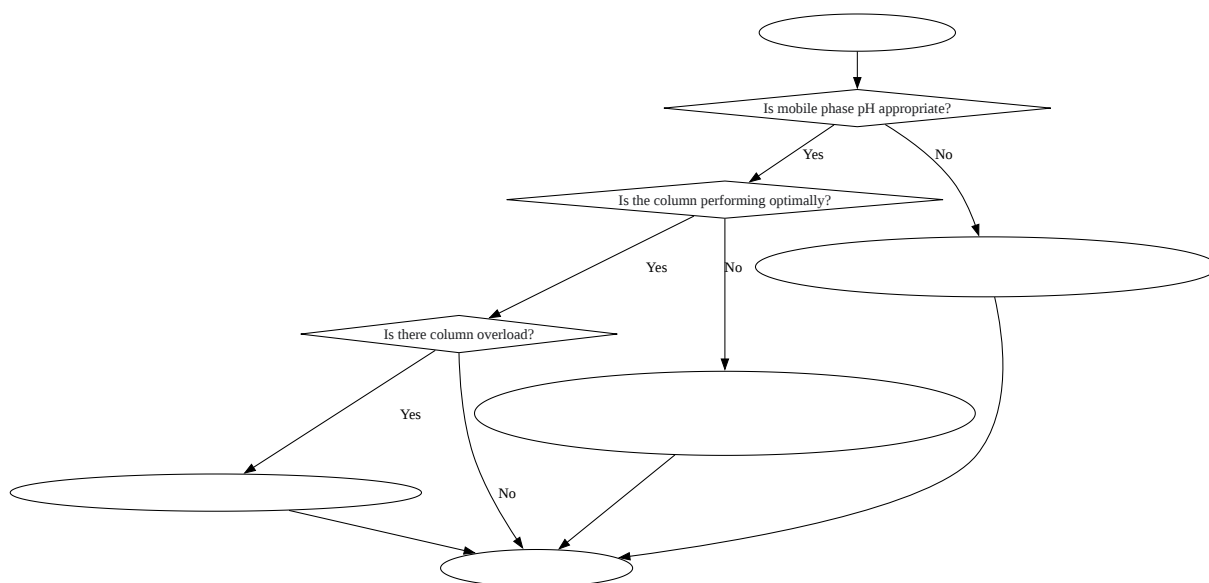 Is mobile phase pH appropriate?
Yes
No
Is the column performing optimally?
Yes
No
Is there column overload?
Yes
No